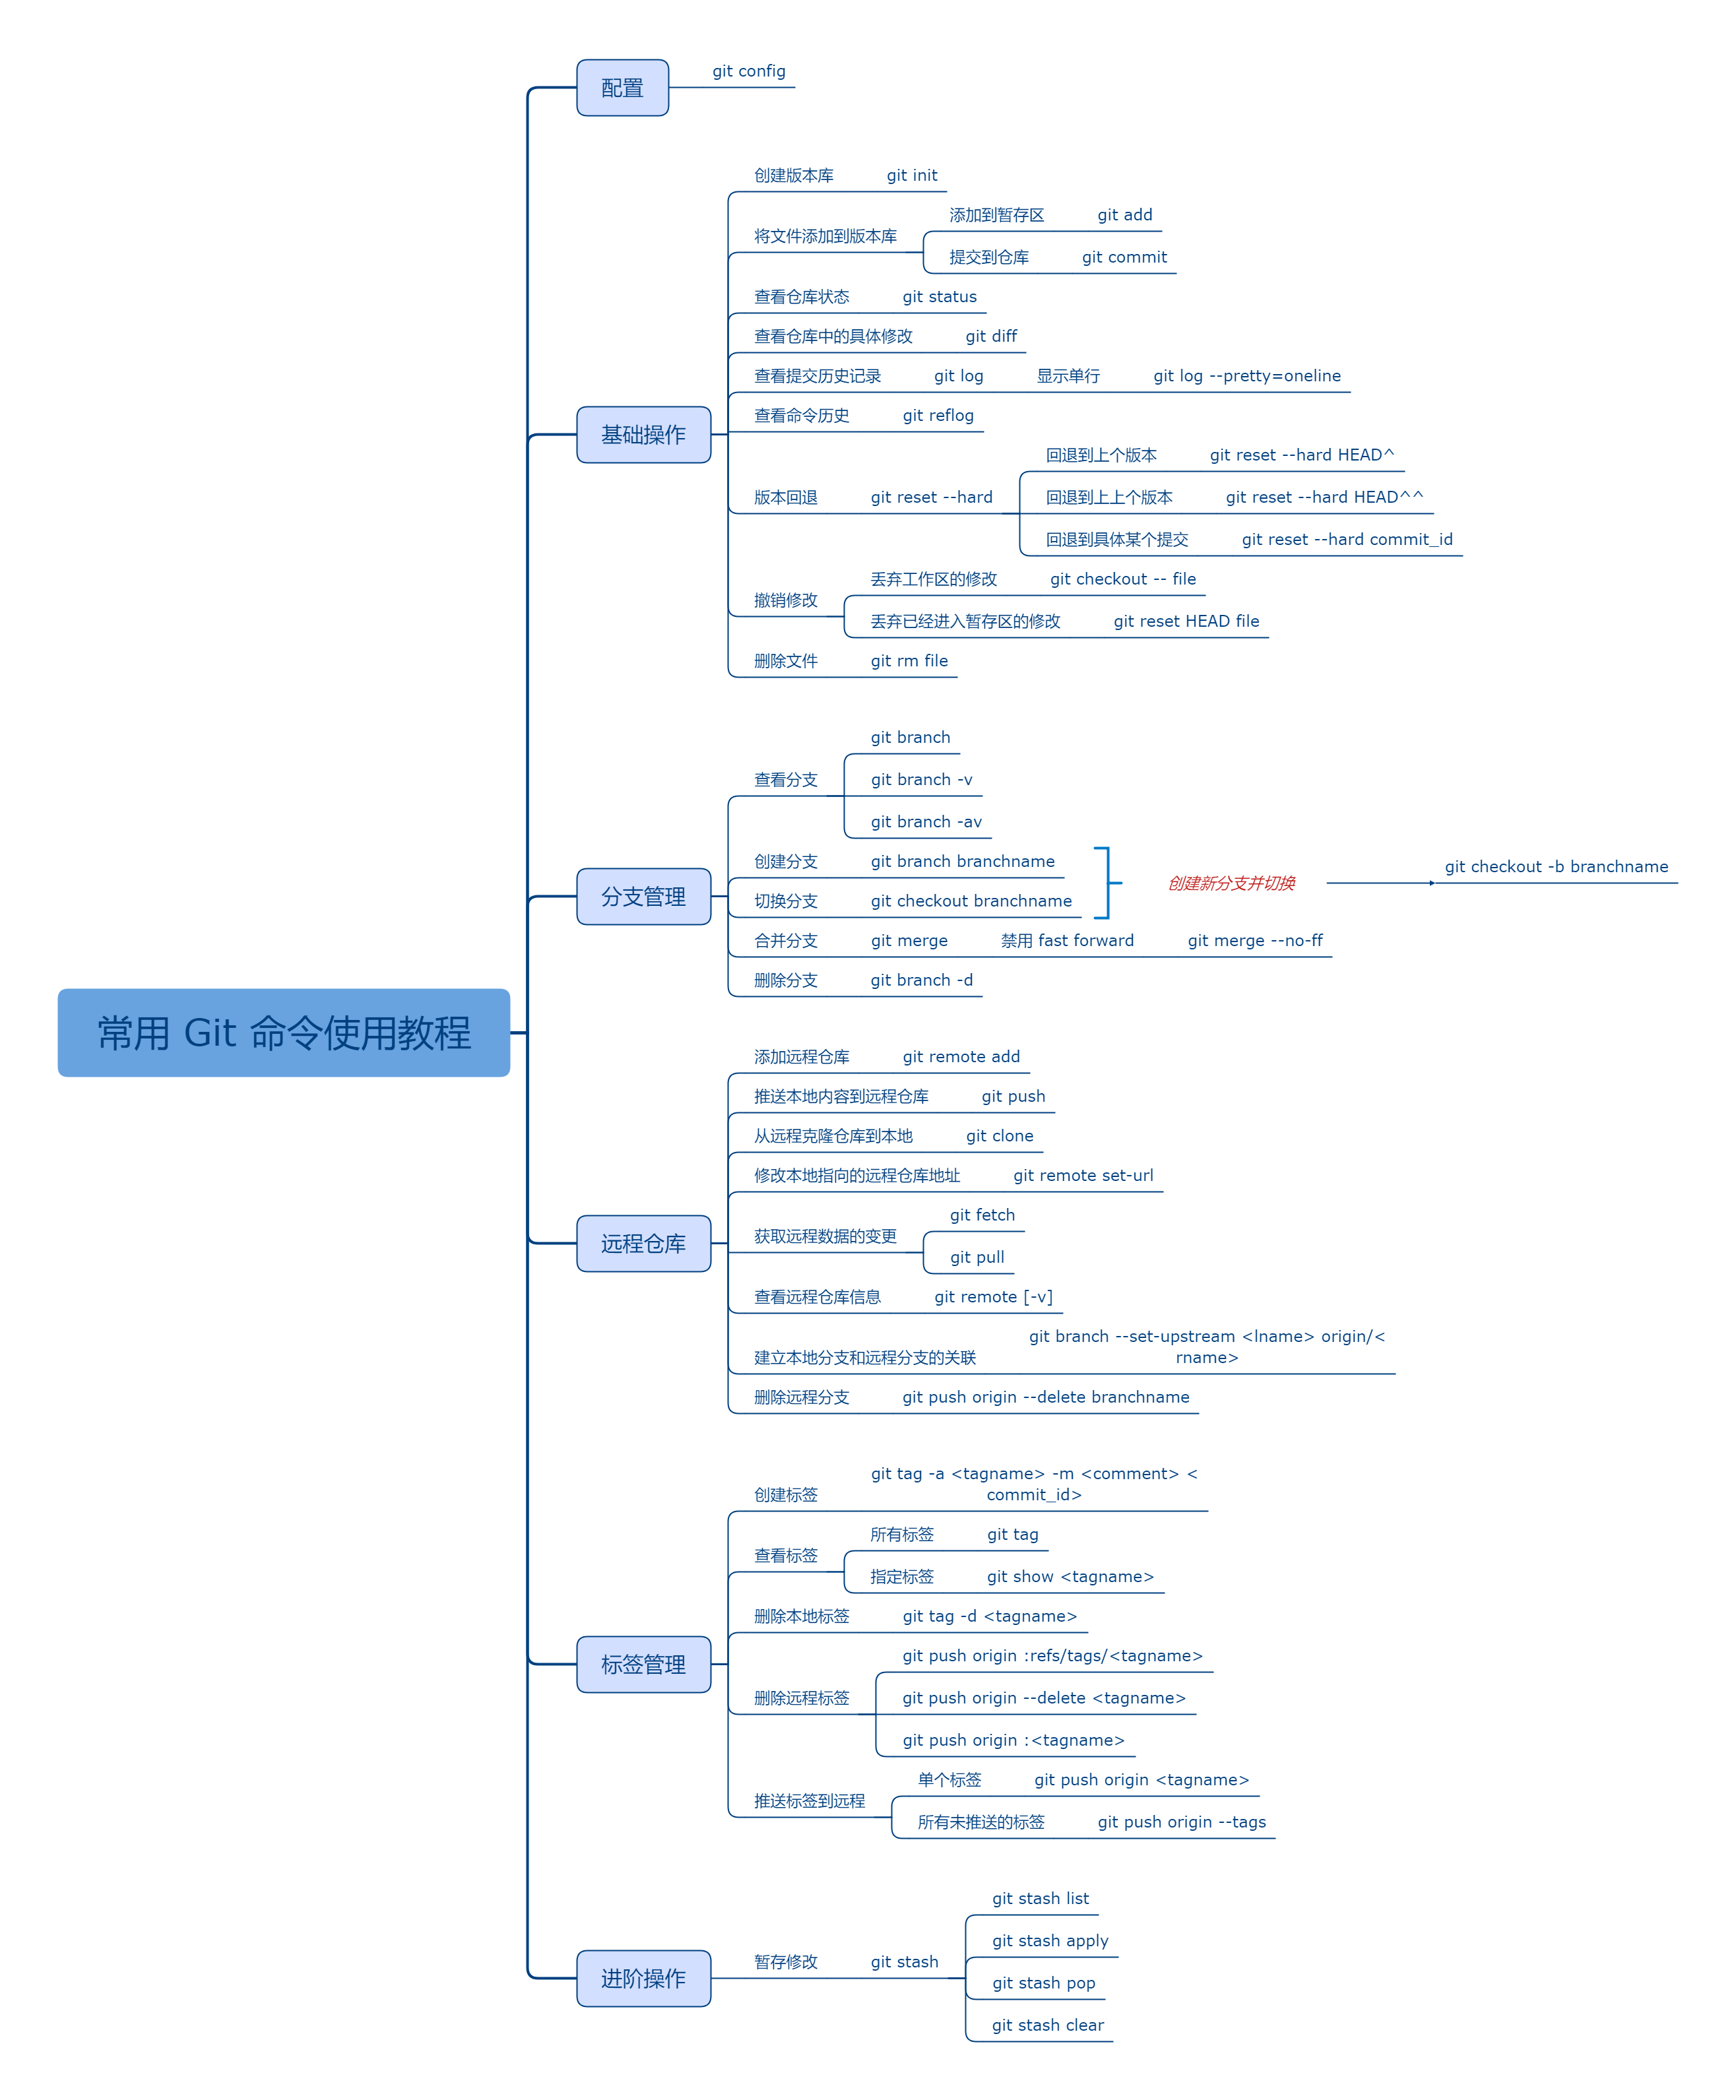 常用 Git 命令使用教程
配置
git config
基础操作
创建版本库
git init
将文件添加到版本库
添加到暂存区
git add
提交到仓库
git commit
查看仓库状态
git status
查看仓库中的具体修改
git diff
查看提交历史记录
git log
显示单行
git log --pretty=oneline
查看命令历史
git reflog
版本回退
git reset --hard
回退到上个版本
git reset --hard HEAD^
回退到上上个版本
git reset --hard HEAD^^
回退到具体某个提交
git reset --hard commit_id
撤销修改
丢弃工作区的修改
git checkout -- file
丢弃已经进入暂存区的修改
git reset HEAD file
删除文件
git rm file
分支管理
查看分支
git branch
git branch -v
git branch -av
创建分支
git branch branchname
切换分支
git checkout branchname
创建新分支并切换
git checkout -b branchname
合并分支
git merge
禁用 fast forward
git merge --no-ff
删除分支
git branch -d
远程仓库
添加远程仓库
git remote add
推送本地内容到远程仓库
git push
从远程克隆仓库到本地
git clone
修改本地指向的远程仓库地址
git remote set-url
获取远程数据的变更
git fetch
git pull
查看远程仓库信息
git remote [-v]
建立本地分支和远程分支的关联
git branch --set-upstream <lname> origin/<
rname>
删除远程分支
git push origin --delete branchname
标签管理
创建标签
git tag -a <tagname> -m <comment> <
commit_id>
查看标签
所有标签
git tag
指定标签
git show <tagname>
删除本地标签
git tag -d <tagname>
删除远程标签
git push origin :refs/tags/<tagname>
git push origin --delete <tagname>
git push origin :<tagname>
推送标签到远程
单个标签
git push origin <tagname>
所有未推送的标签
git push origin --tags
进阶操作
暂存修改
git stash
git stash list
git stash apply
git stash pop
git stash clear